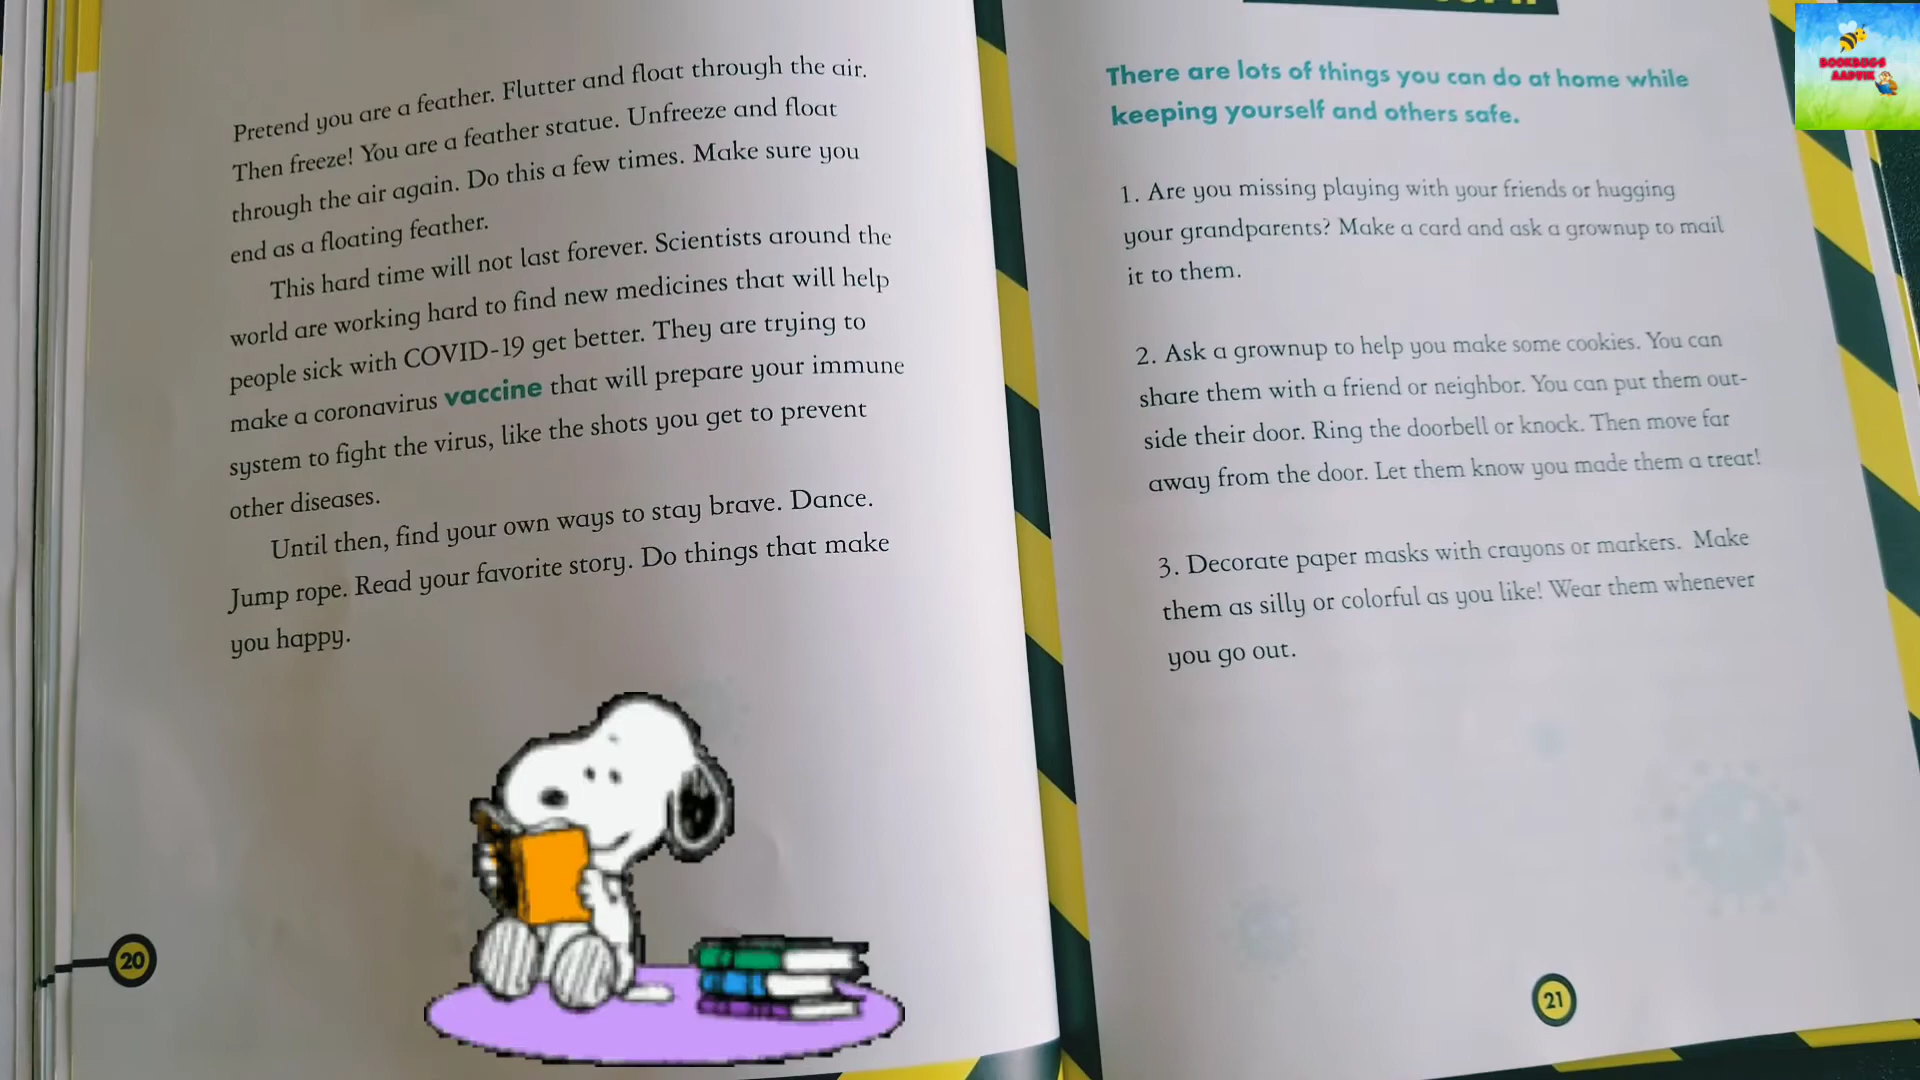 Pretend you are a feather. Flutter and float through the air.
Then freeze! You are a feather statue. Unfreeze and float
through the air again. Do this a few times. Make sure you
end as a floating feather.
This hard time will not last forever. Scientists around the
world are working hard to find new medicines that will help
people sick with COVID-19 get better. They are trying to
make a coronavirus vaccine that will prepare your immune
system to fight the virus, like the shots you get to prevent
other diseases.
Until then, find your own ways to stay brave. Dance.
Jump rope. Read your favorite story. Do things that make
you happy.
20
There are lots of things you can do at home while
keeping yourself and others safe.
1. Are you missing playing with your friends or hugging
your grandparents? Make a card and ask a grownup to mail
it to them.
2. Ask a grownup to help you make some cookies. You can
share them with a friend or neighbor. You can put them out-
side their door. Ring the doorbell or knock. Then move far
away from the door. Let them know you made them a treat!
3. Decorate paper masks with crayons or markers. Make
them as silly or colorful as you like! Wear them whenever
you go out.
21
BOOKBUGS
AADVIK